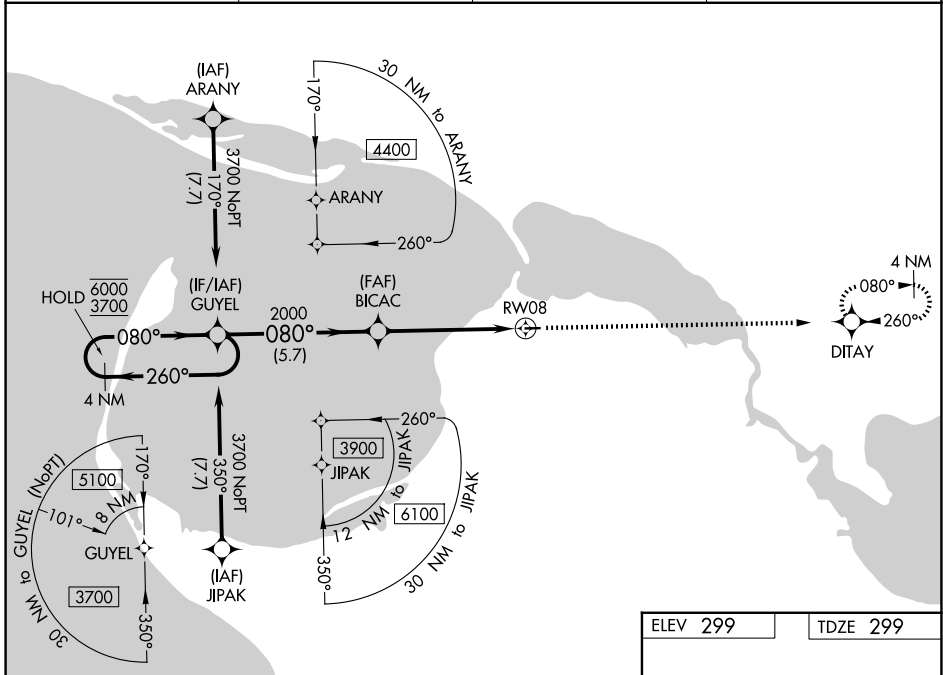 (IAF)
ARANY
3700 NoPT
170°
(7.7)
30 NM to ARANY
170°
4400
ARANY
260°
HOLD
6000
3700
080°
260°
4 NM
(IF/IAF)
GUYEL
2000
080°
(5.7)
(FAF)
BICAC
RW08
4 NM
080°
260°
DITAY
3700 NoPT
350°
(7.7)
(IAF)
JIPAK
30 NM to GUYEL (NoPT)
170°
5100
101°
8 NM
GUYEL
3700
350°
260°
3900
JIPAK
12 NM to JIPAK
6100
350°
30 NM to JIPAK
ELEV 299
TDZE 299